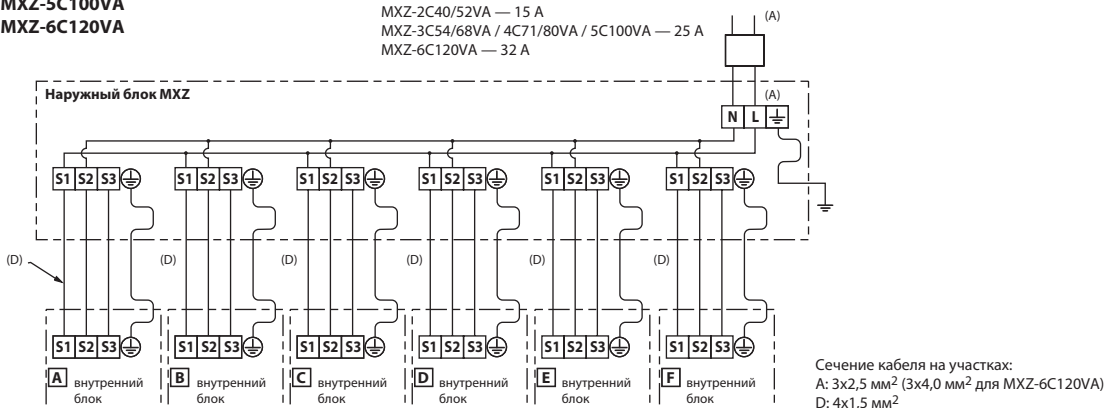 MXZ-5C100VA
MXZ-6C120VA
MXZ-2C40/52VA — 15 A
MXZ-3C54/68VA / 4C71/80VA / 5C100VA — 25 A
MXZ-6C120VA — 32 A
(A)
Наружный блок MXZ
(A)
N L
S1 S2 S3 S1 S2 S3 S1 S2 S3 S1 S2 S3 S1 S2 S3 S1 S2 S3
(D) (D) (D) (D) (D) (D)
S1 S2 S3 S1 S2 S3 S1 S2 S3 S1 S2 S3 S1 S2 S3 S1 S2 S3
A внутренний блок
B внутренний блок
C внутренний блок
D внутренний блок
E внутренний блок
F внутренний блок
Сечение кабеля на участках:
A: 3x2,5 мм2 (3x4,0 мм2 для MXZ-6C120VA)
D: 4x1,5 мм2